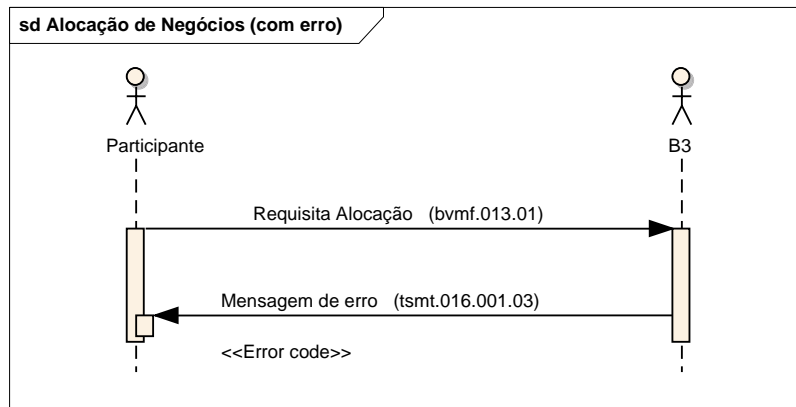 sd Alocação de Negócios (com erro)
Participante
B3
Requisita Alocação (bvmf.013.01)
Mensagem de erro (tsmt.016.001.03)
<<Error code>>